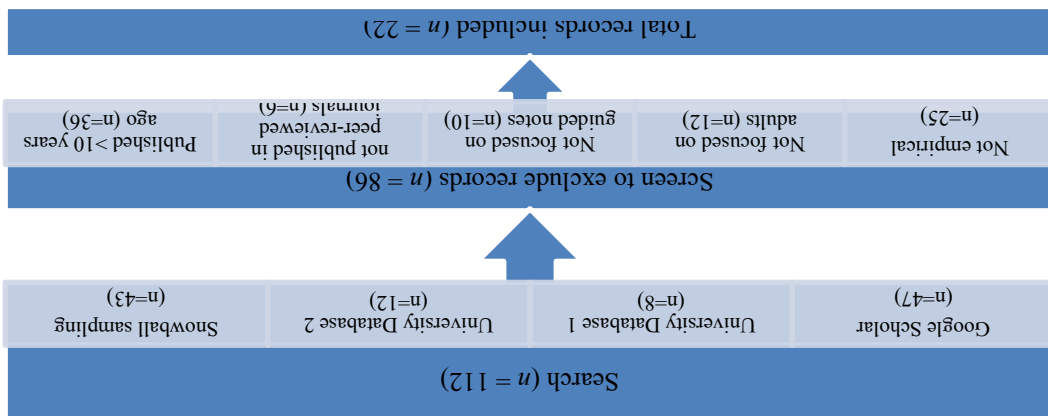 Search (n = 112)
Google Scholar
(n=47)
University Database 1
(n=8)
University Database 2
(n=12)
Snowball sampling
(n=43)
Screen to exclude records (n = 86)
Not empirical
(n=25)
Not focused on
adults (n=12)
Not focused on
guided notes (n=10)
not published in
peer-reviewed
journals (n=6)
Published >10 years
ago (n=36)
Total records included (n = 22)